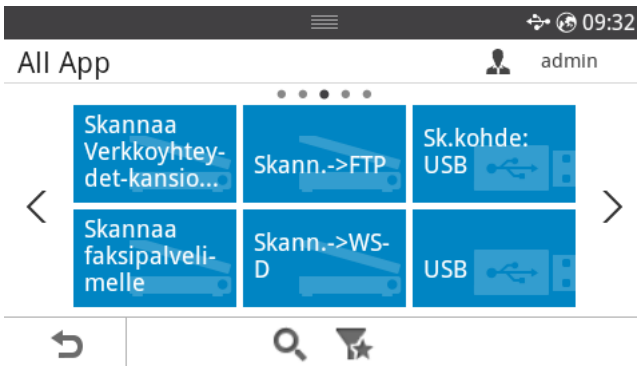 09:32
All App
admin
Skannaa
Verkkoyhtey-
det-kansio...
Skann.->FTP
Sk.kohde:
USB
Skannaa
faksipalveli-
melle
Skann.->WS-
D
USB